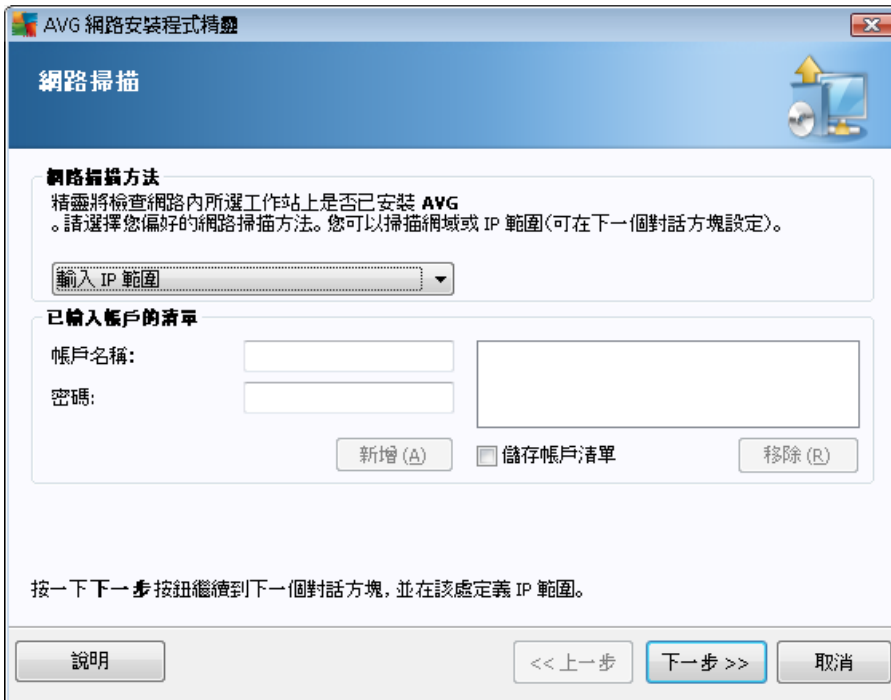 AVG 網路安裝程式精靈
網路掃描
網路掃描方法
精靈將檢查網路內所選工作站上是否已安裝 AVG
。請選擇您偏好的網路掃描方法。您可以掃描網域或 IP 範圍(可在下一個對話方塊設定)。
輸入 IP 範圍
已輸入帳戶的清單
帳戶名稱:
密碼:
新增(A)
儲存帳戶清單
移除(R)
按一下下一步按鈕繼續到下一個對話方塊, 並在該處定義 IP 範圍。
說明
<< 上一步
下一步 >>
取消